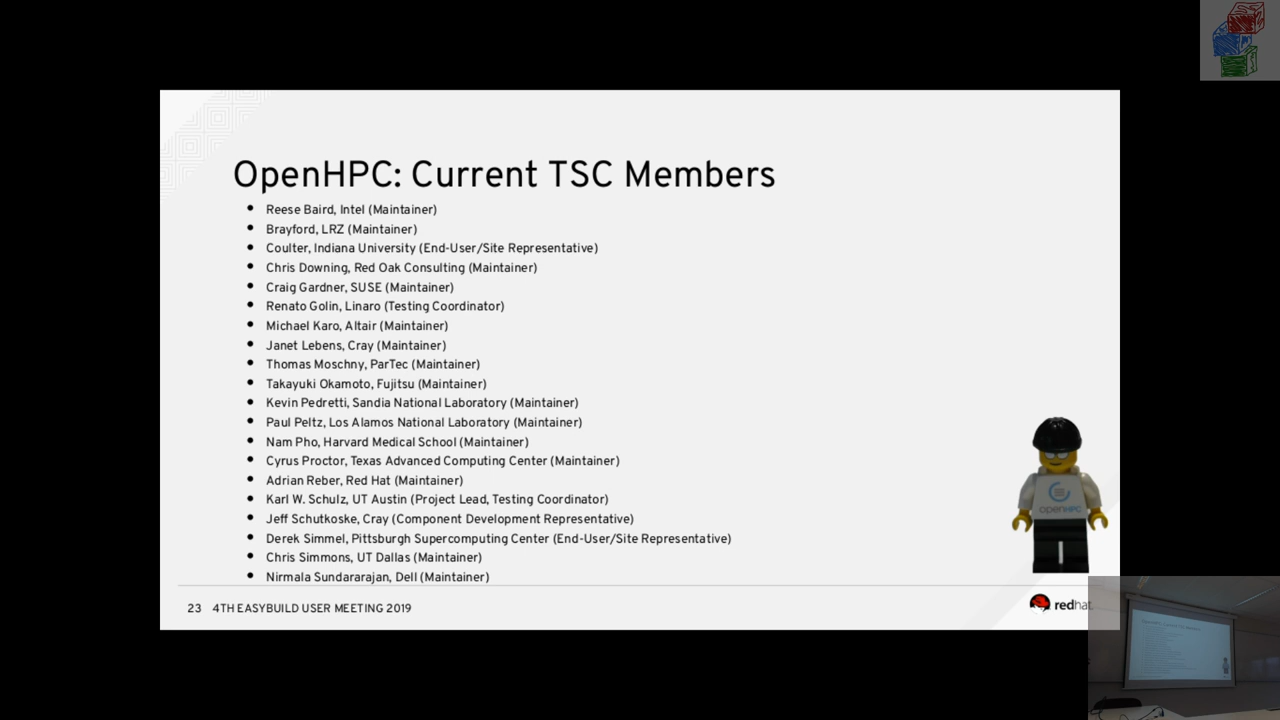 OpenHPC: Current TSC Members
Reese Baird, Intel (Maintainer)
Brayford, LRZ (Maintainer)
Coulter, Indiana University (End-User/Site Representative)
Chris Downing, Red Oak Consulting (Maintainer)
Craig Gardner, SUSE (Maintainer)
Renato Golin, Linaro (Testing Coordinator)
Michael Karo, Altair (Maintainer)
Janet Lebens, Cray (Maintainer)
Thomas Moschny, ParTec (Maintainer)
Takayuki Okamoto, Fujitsu (Maintainer)
Kevin Pedretti, Sandia National Laboratory (Maintainer)
Paul Peltz, Los Alamos National Laboratory (Maintainer)
Nam Pho, Harvard Medical School (Maintainer)
Cyrus Proctor, Texas Advanced Computing Center (Maintainer)
Adrian Reber, Red Hat (Maintainer)
Karl W. Schulz, UT Austin (Project Lead, Testing Coordinator)
Jeff Schutkoske, Cray (Component Development Representative)
Derek Simmel, Pittsburgh Supercomputing Center (End-User/Site Representative)
Chris Simmons, UT Dallas (Maintainer)
Nirmala Sundararajan, Dell (Maintainer)
openHPC
23 4TH EASYBUILD USER MEETING 2019
redhat